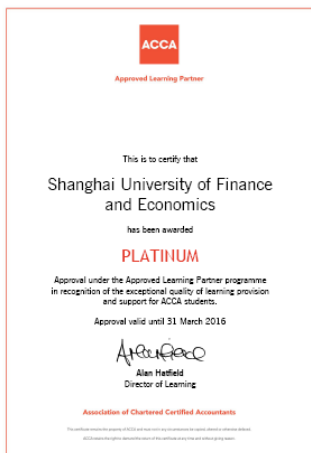 ACCA
Approved Learning Partner
This is to certify that
Shanghai University of Finance
and Economics
has been awarded
PLATINUM
Approval under the Approved Learning Partner programme
in recognition of the exceptional quality of learning provision
and support for ACCA students.
Approval valid until 31 March 2016
Alan Hatfield
Director of Learning
Association of Chartered Certified Accountants